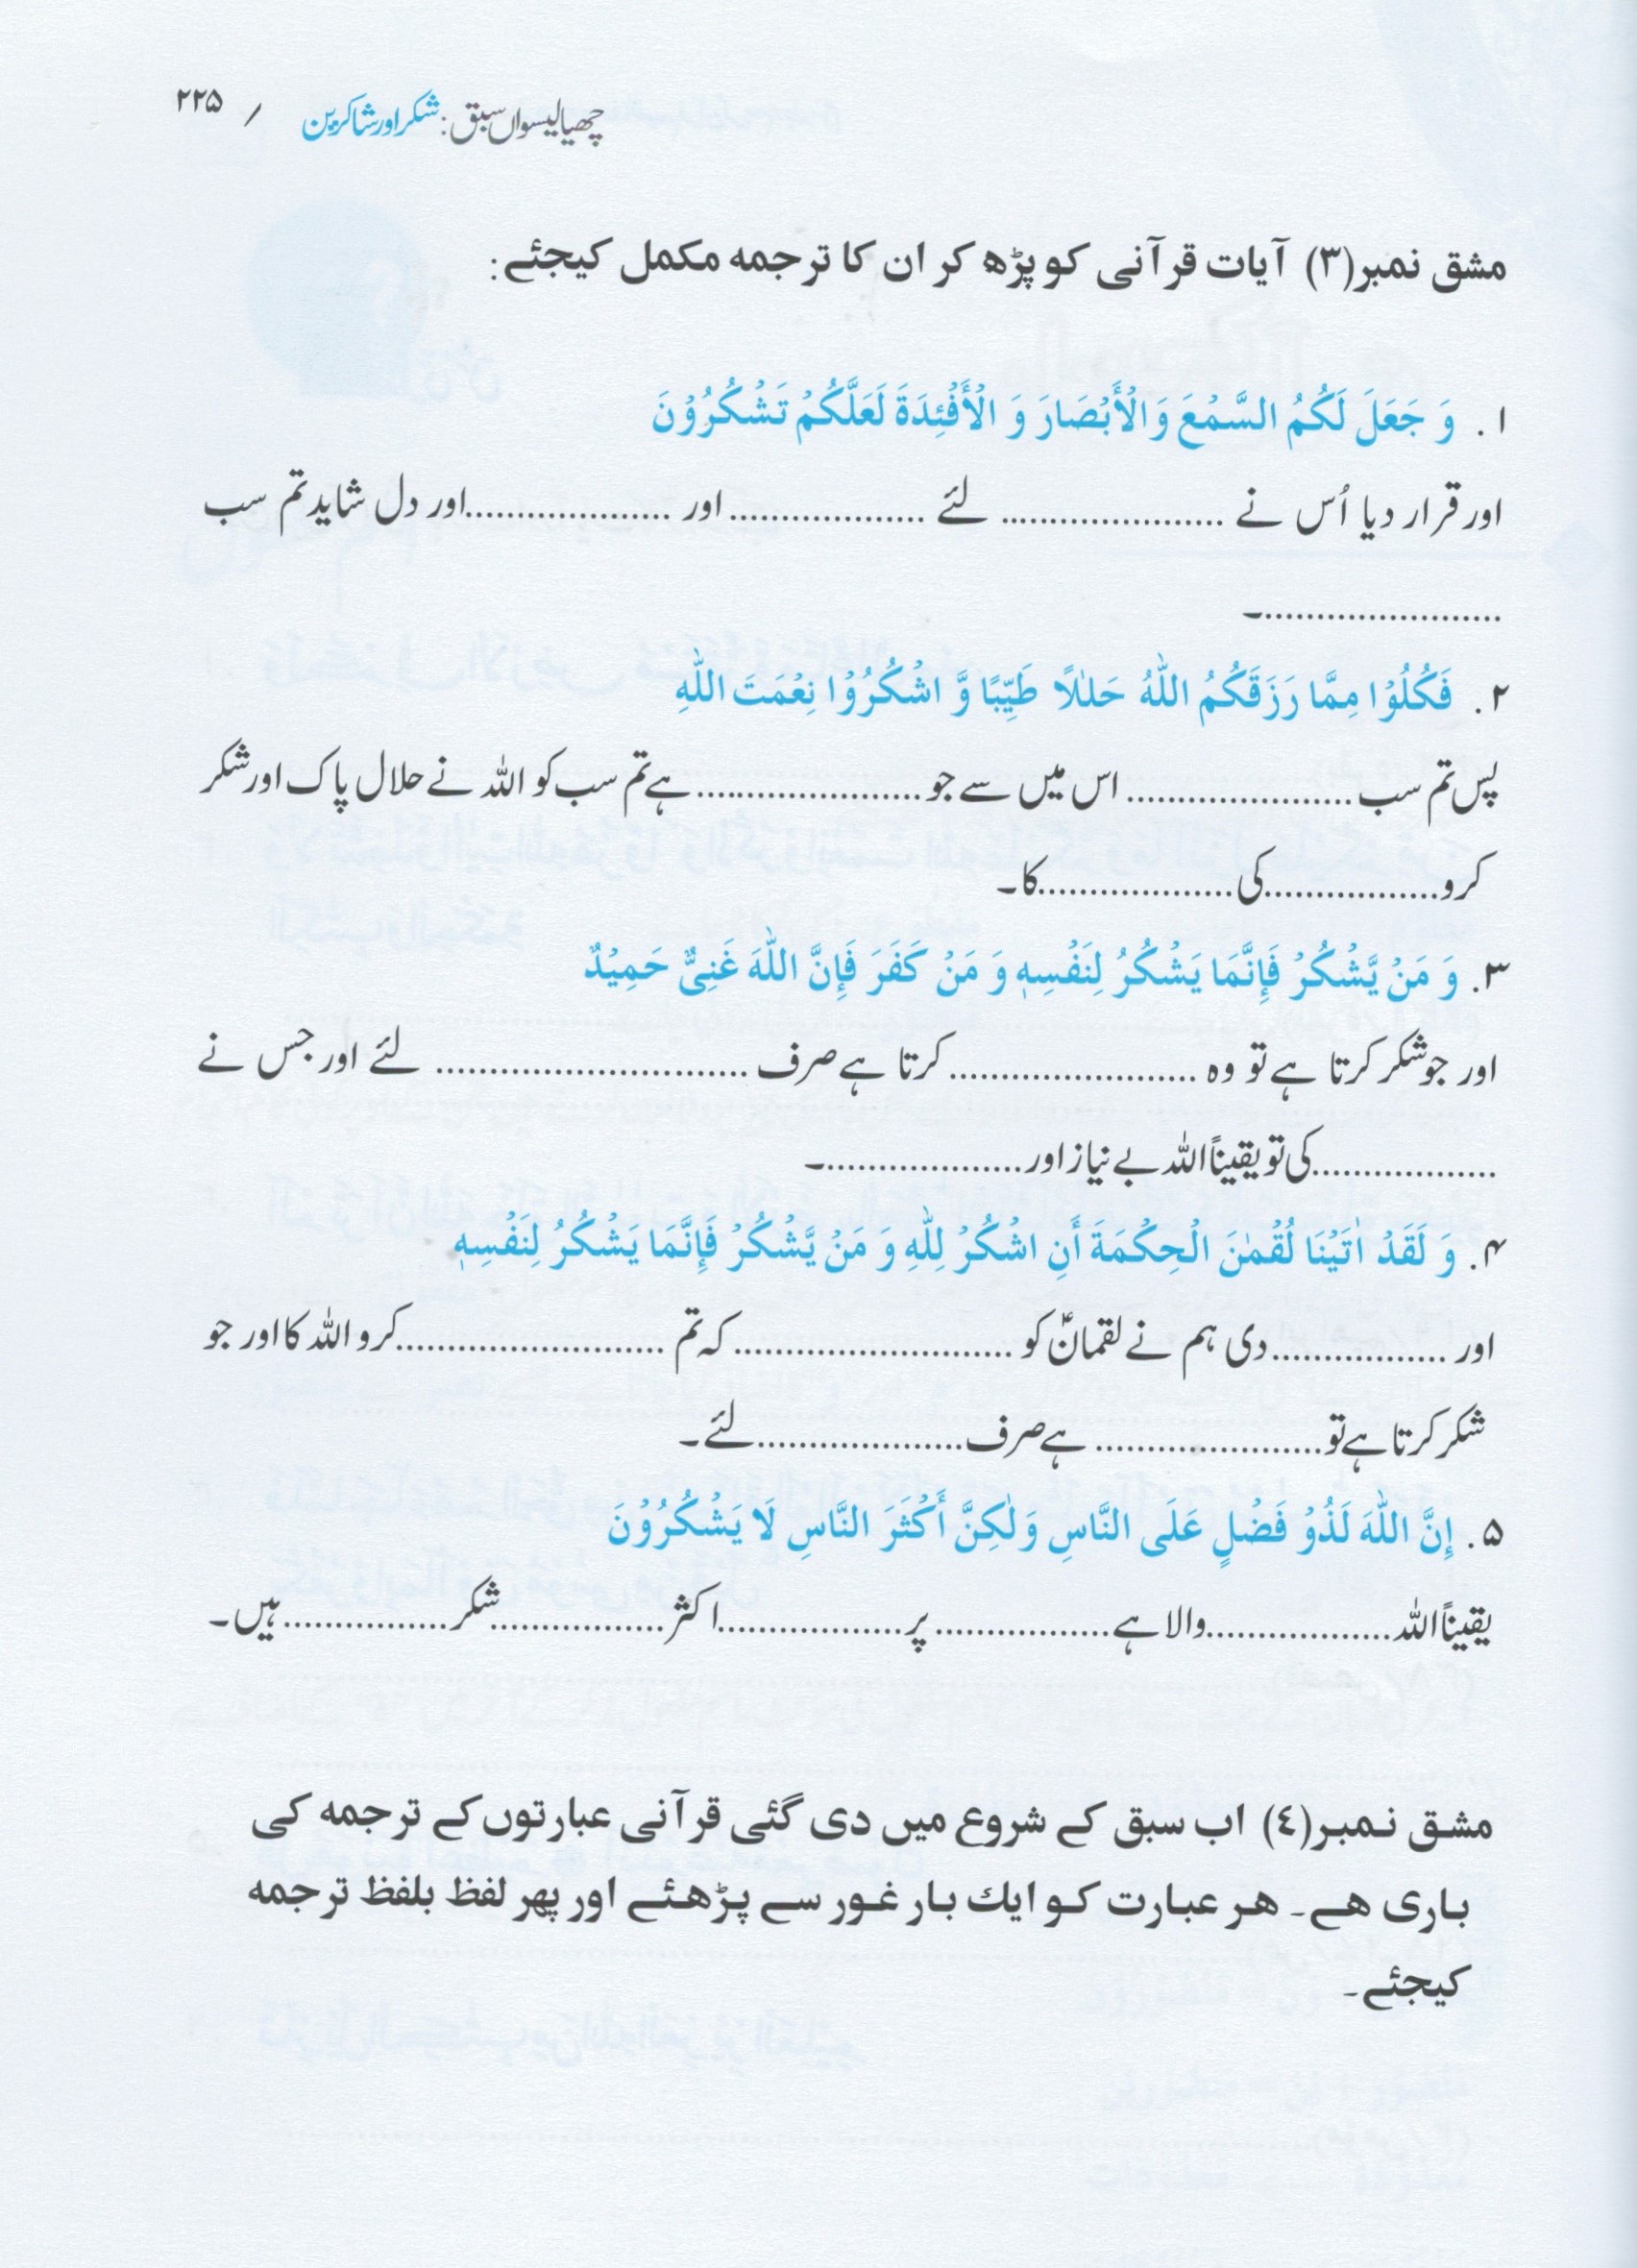 چھیالیسواں سبق: شکر اور شاکرین / ۲۲۵
مشق نمبر(۳) آیات قرآنی کو پڑھ کر ان کا ترجمہ مکمل کیجئے:
۱. وَ جَعَلَ لَكُمُ السَّمْعَ وَالْأَبْصَارَ وَ الْأَفْئِدَةَ لَعَلَّكُمْ تَشْكُرُوْنَ
اور قرار دیا اُس نے ...................... لئے ................... اور ....................اور دل شاید تم سب
.......................۔
۲. فَكُلُوْا مِمَّا رَزَقَكُمُ اللّٰهُ حَلٰلًا طَيِّبًا وَّ اشْكُرُوْا نِعْمَتَ اللّٰهِ
پس تم سب ...................... اس میں سے جو ......................ہے تم سب کو اللہ نے حلال پاک اور شکر
کرو.................کی...................کا۔
۳. وَ مَنْ يَّشْكُرْ فَإِنَّمَا يَشْكُرُ لِنَفْسِهٖ وَ مَنْ كَفَرَ فَإِنَّ اللّٰهَ غَنِىٌّ حَمِيْدٌ
اور جو شکر کرتا ہے تو وہ ........................ کرتا ہے صرف .............................. لئے اور جس نے
..................کی تو یقیناً اللہ بے نیاز اور...................۔
۴. وَ لَقَدْ اٰتَيْنَا لُقْمٰنَ الْحِكْمَةَ أَنِ اشْكُرْ لِلّٰهِ وَ مَنْ يَّشْكُرْ فَإِنَّمَا يَشْكُرُ لِنَفْسِهٖ
اور .................دی ہم نے لقمانؑ کو ........................... کہ تم ..........................کرو اللہ کا اور جو
شکر کرتا ہے تو...................... ہے صرف....................لئے۔
۵. إِنَّ اللّٰهَ لَذُوْ فَضْلٍ عَلَى النَّاسِ وَلٰكِنَّ أَكْثَرَ النَّاسِ لَا يَشْكُرُوْنَ
یقیناً اللہ..................والا ہے................. پر..................اکثر.................شکر................ہیں۔
مشق نمبر(٤) اب سبق کے شروع میں دی گئی قرآنی عبارتوں کے ترجمہ کی
باری ھے۔ ھر عبارت کو ایك بار غور سے پڑھئے اور پھر لفظ بلفظ ترجمہ
کیجئے۔